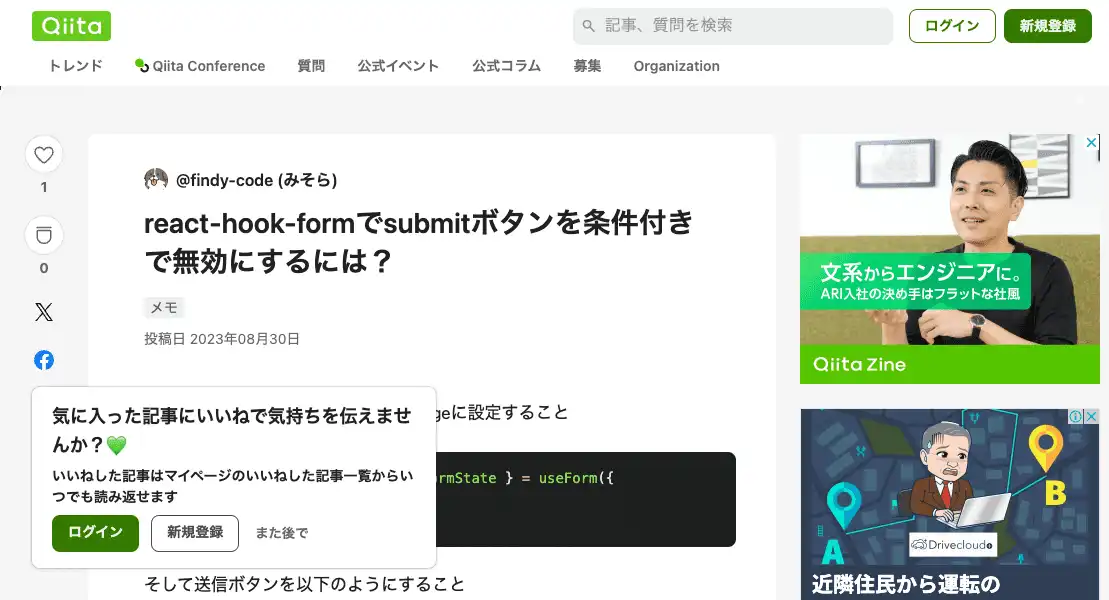 Qiita
記事、質問を検索
ログイン
新規登録
トレンド
Qiita Conference
質問
公式イベント
公式コラム
募集
Organization
1
0
@findy-code (みそら)
react-hook-formでsubmitボタンを条件付き
で無効にするには？
メモ
投稿日 2023年08月30日
geに設定すること
rmState } = useForm({
そして送信ボタンを以下のようにすること
気に入った記事にいいねで気持ちを伝えませ
んか？💚
いいねした記事はマイページのいいねした記事一覧からい
つでも読み返せます
ログイン
新規登録
また後で
文系からエンジニアに。
ARI入社の決め手はフラットな社風
Qiita Zine
A
B
Drivecloud
近隣住民から運転の